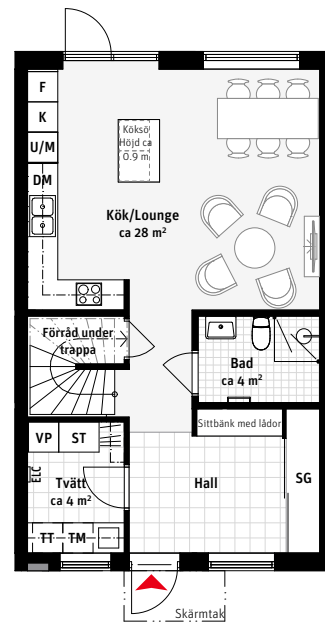 F
K
U/M
DM
Köksö
Höjd ca
0.9 m
Kök/Lounge
ca 28 m²
Förråd under
trappa
Bad
ca 4 m²
Sittbänk med lådor
VP
ST
ELC
Tvätt
ca 4 m²
Hall
SG
TT
TM
Skärmtak